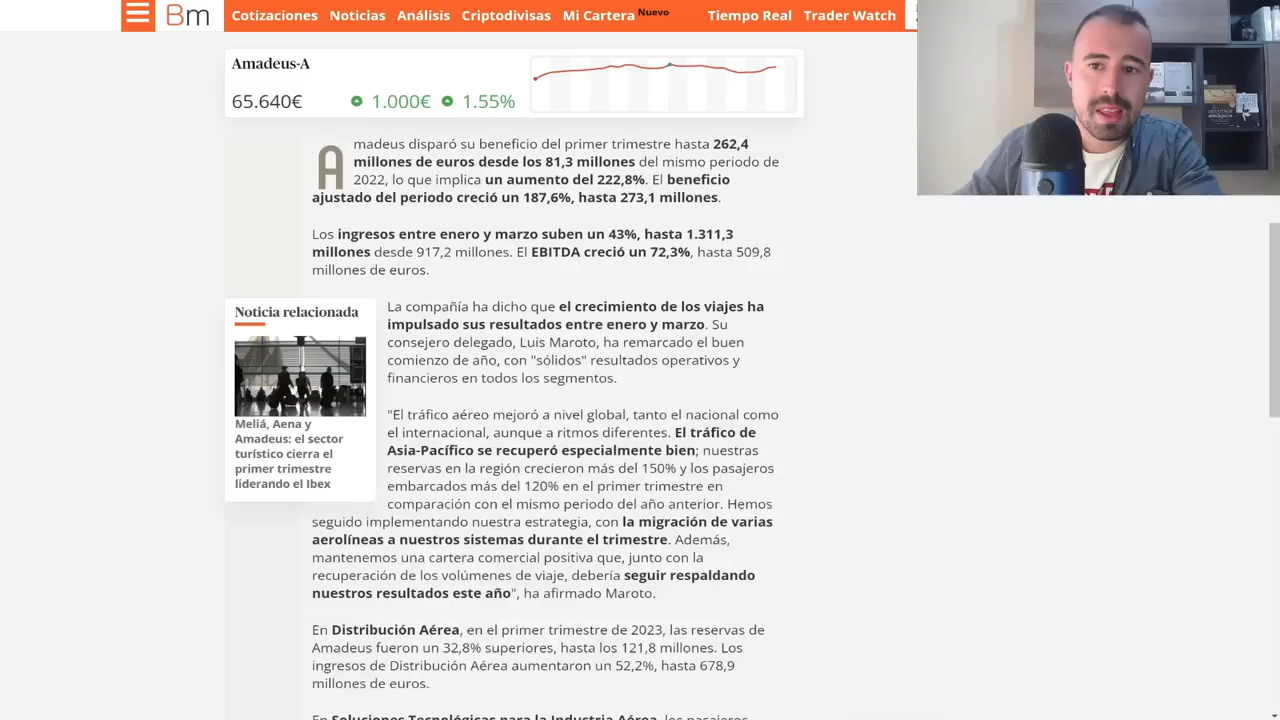 Bm
Cotizaciones Noticias Análisis Criptodivisas Mi Cartera Nuevo Tiempo Real Trader Watch
Amadeus-A
65.640€ 1.000€ 1.55%
Amadeus disparó su beneficio del primer trimestre hasta 262,4
millones de euros desde los 81,3 millones del mismo periodo de
2022, lo que implica un aumento del 222,8%. El beneficio
ajustado del periodo creció un 187,6%, hasta 273,1 millones.
Los ingresos entre enero y marzo suben un 43%, hasta 1.311,3
millones desde 917,2 millones. El EBITDA creció un 72,3%, hasta 509,8
millones de euros.
Noticia relacionada
Meliá, Aena y
Amadeus: el sector
turístico cierra el
primer trimestre
liderando el Ibex
La compañía ha dicho que el crecimiento de los viajes ha
impulsado sus resultados entre enero y marzo. Su
consejero delegado, Luis Maroto, ha remarcado el buen
comienzo de año, con "sólidos" resultados operativos y
financieros en todos los segmentos.
"El tráfico aéreo mejoró a nivel global, tanto el nacional como
el internacional, aunque a ritmos diferentes. El tráfico de
Asia-Pacífico se recuperó especialmente bien; nuestras
reservas en la región crecieron más del 150% y los pasajeros
embarcados más del 120% en el primer trimestre en
comparación con el mismo periodo del año anterior. Hemos
seguido implementando nuestra estrategia, con la migración de varias
aerolíneas a nuestros sistemas durante el trimestre. Además,
mantenemos una cartera comercial positiva que, junto con la
recuperación de los volúmenes de viaje, debería seguir respaldando
nuestros resultados este año", ha afirmado Maroto.
En Distribución Aérea, en el primer trimestre de 2023, las reservas de
Amadeus fueron un 32,8% superiores, hasta los 121,8 millones. Los
ingresos de Distribución Aérea aumentaron un 52,2%, hasta 678,9
millones de euros.
En Soluciones Tecnológicas para la Industria Aérea, los pasajeros